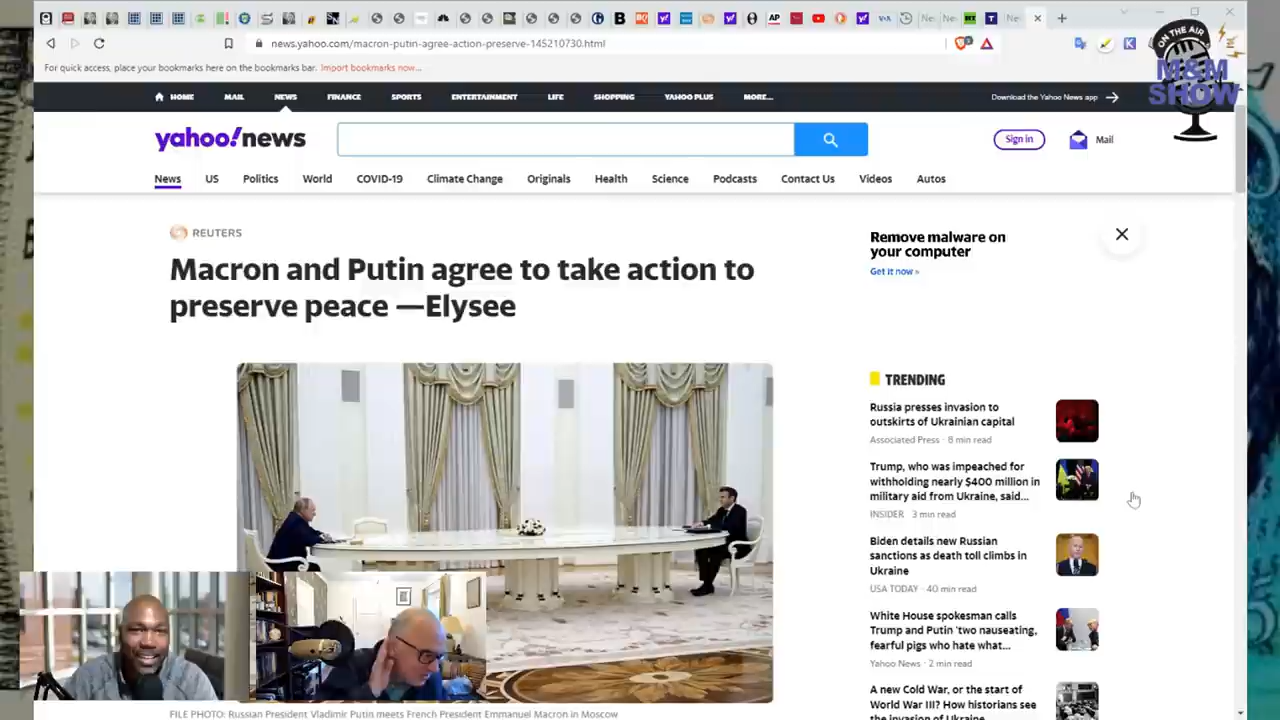 ON THE AIR
M&M
SHOW
news.yahoo.com/macron-putin-agree-action-preserve-145210730.html
For quick access, place your bookmarks here on the bookmarks bar. Import bookmarks now...
HOME MAIL NEWS FINANCE SPORTS ENTERTAINMENT LIFE SHOPPING YAHOO PLUS MORE... Download the Yahoo News app
yahoo!news
Sign in Mail
News US Politics World COVID-19 Climate Change Originals Health Science Podcasts Contact Us Videos Autos
REUTERS
Macron and Putin agree to take action to
preserve peace —Elysee
Remove malware on
your computer
Get it now »
TRENDING
Russia presses invasion to
outskirts of Ukrainian capital
Associated Press · 8 min read
Trump, who was impeached for
withholding nearly $400 million in
military aid from Ukraine, said...
INSIDER · 3 min read
Biden details new Russian
sanctions as death toll climbs in
Ukraine
USA TODAY · 40 min read
White House spokesman calls
Trump and Putin 'two nauseating,
fearful pigs who hate what...
Yahoo News · 2 min read
A new Cold War, or the start of
World War III? How historians see
the invasion of Ukraine
FILE PHOTO: Russian President Vladimir Putin meets French President Emmanuel Macron in Moscow